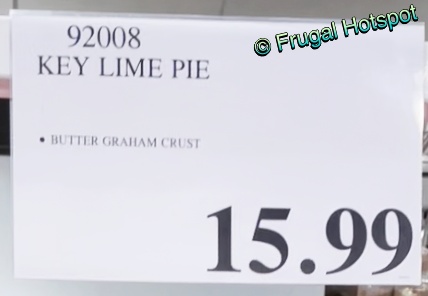 © Frugal Hotspot
92008
KEY LIME PIE
• BUTTER GRAHAM CRUST
15.99